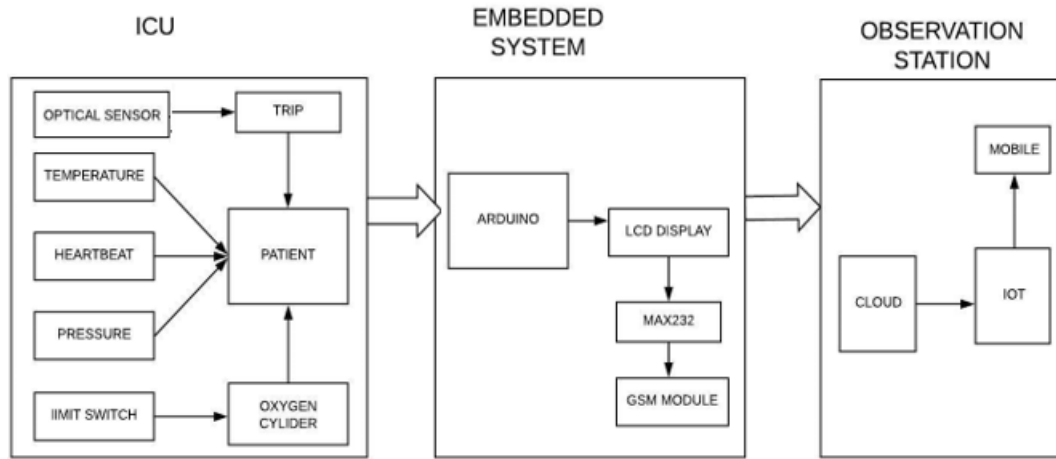 ICU
OPTICAL SENSOR
TRIP
TEMPERATURE
HEARTBEAT
PATIENT
PRESSURE
IIMIT SWITCH
OXYGEN
CYLIDER
EMBEDDED
SYSTEM
ARDUINO
LCD DISPLAY
MAX232
GSM MODULE
OBSERVATION
STATION
MOBILE
CLOUD
IOT